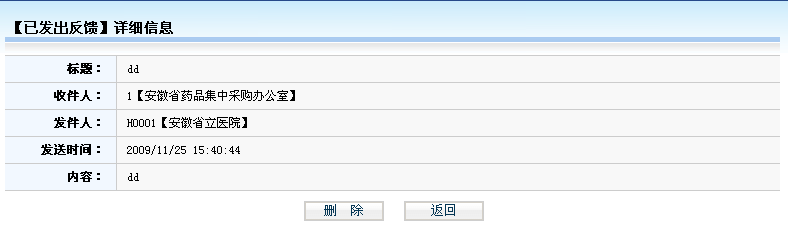 【已发出反馈】详细信息
标题： dd
收件人： 1【安徽省药品集中采购办公室】
发件人： H0001【安徽省立医院】
发送时间： 2009/11/25 15:40:44
内容： dd
删 除 返回